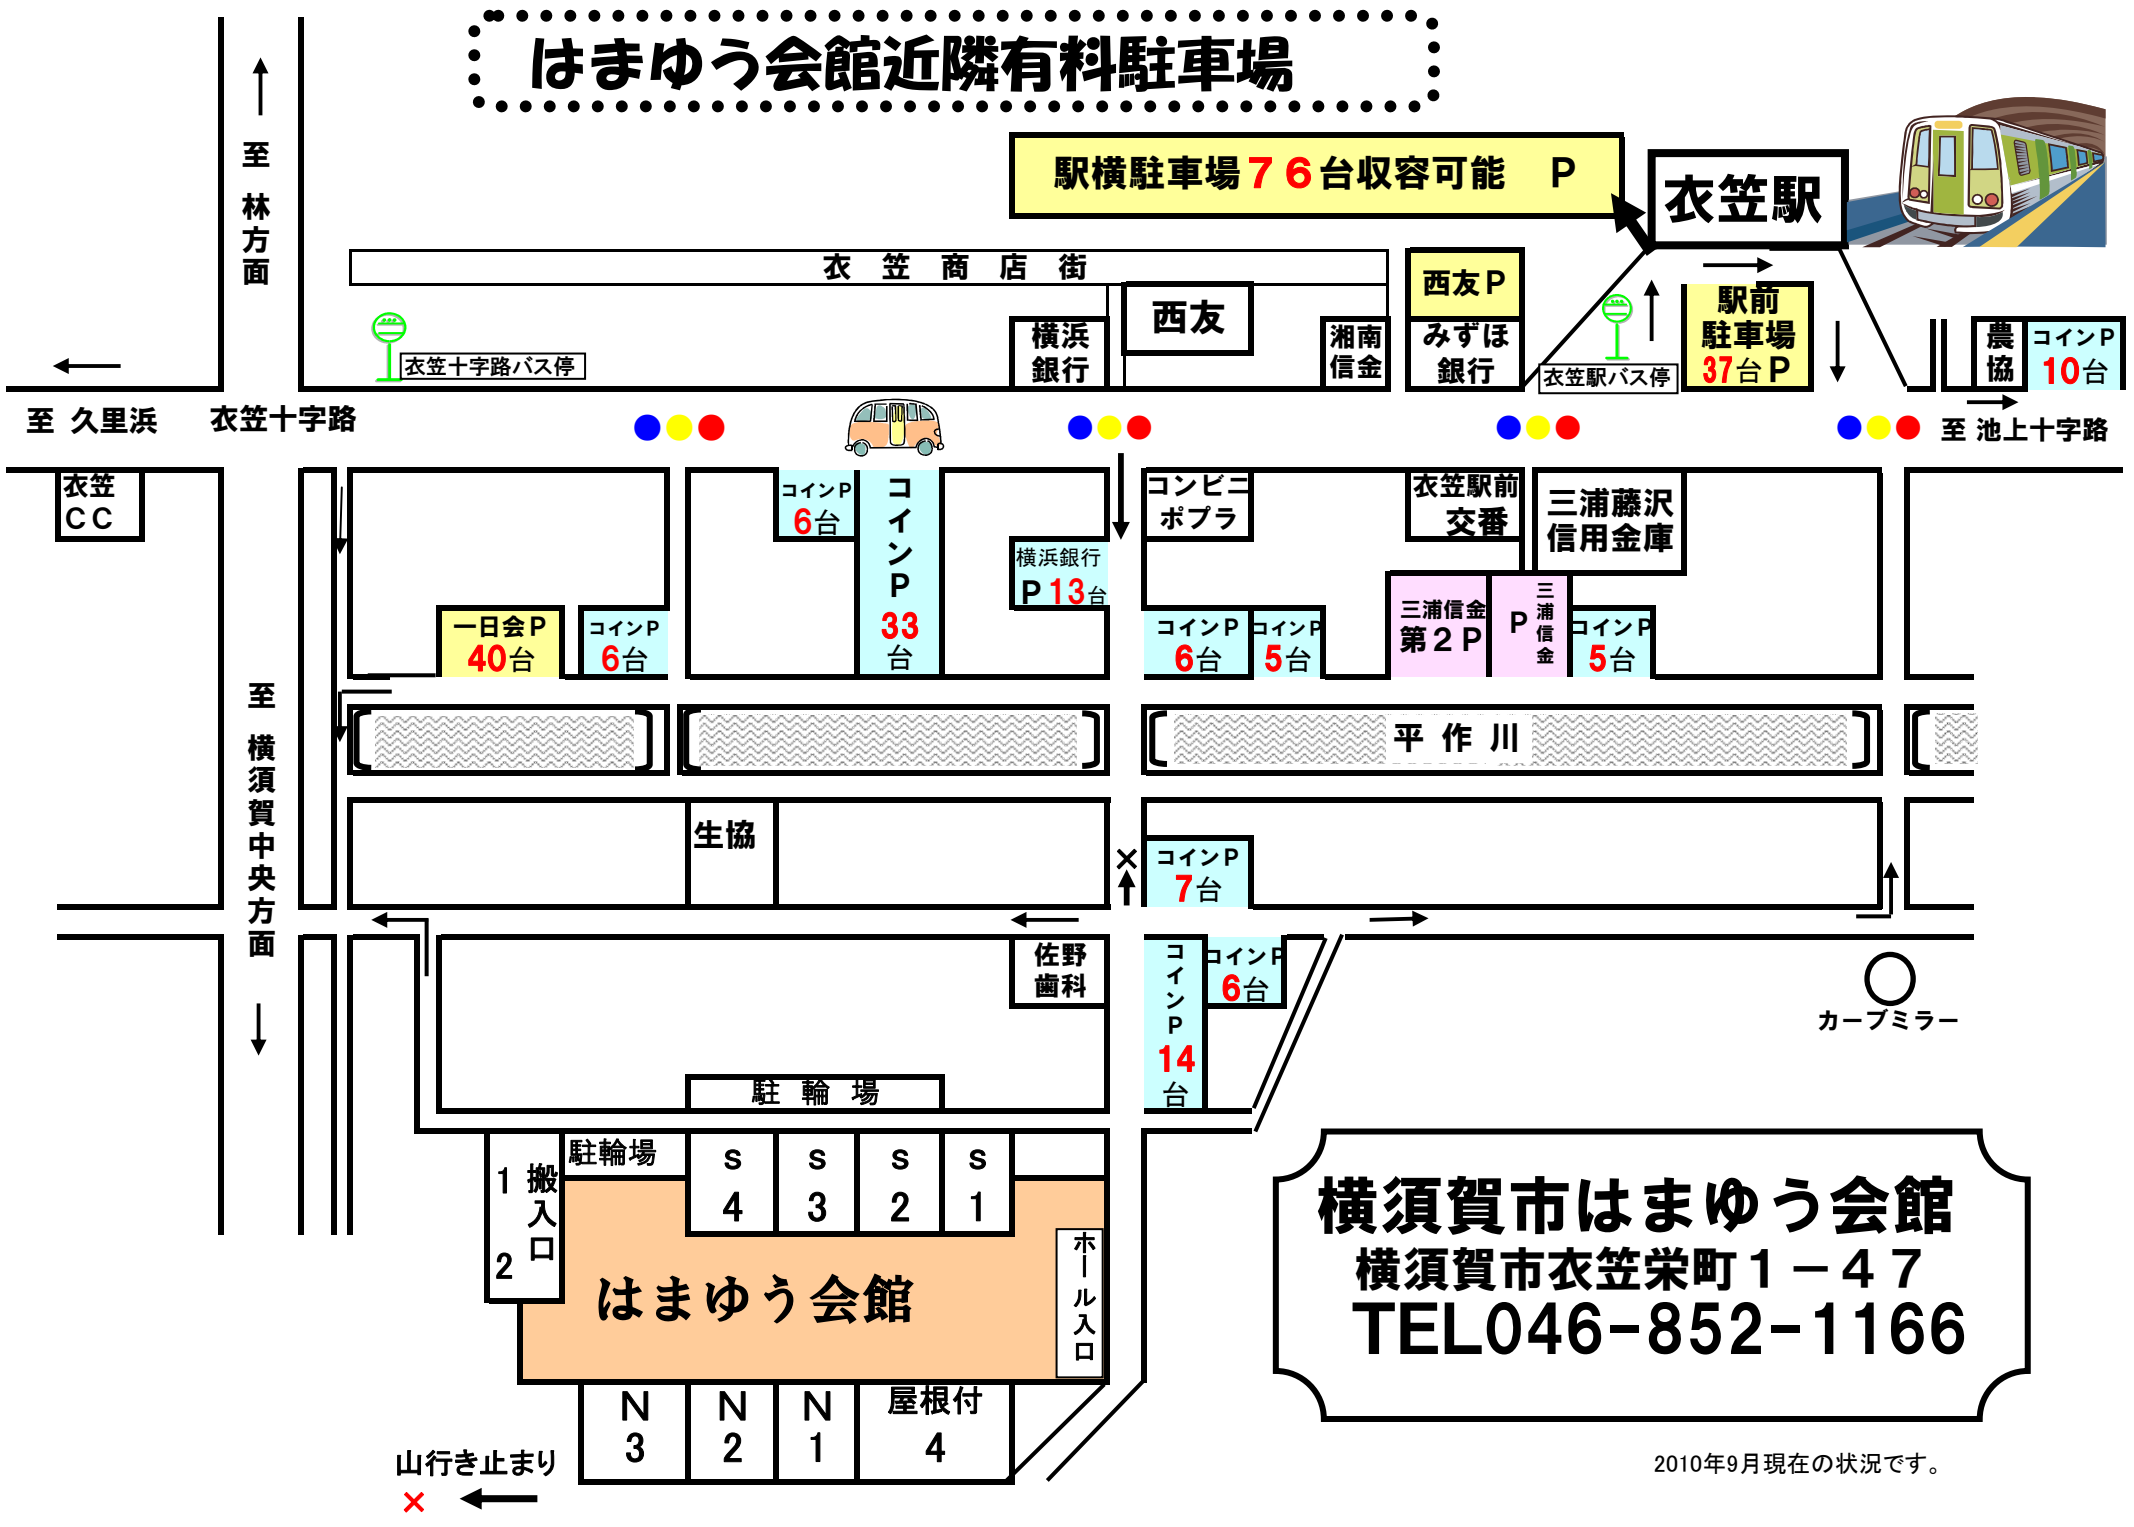 はまゆう会館近隣有料駐車場
駅横駐車場７６台収容可能　Ｐ
衣笠駅
至 林方面
衣 笠 商 店 街
西友Ｐ
駅前
駐車場
37台Ｐ
西友
横浜
銀行
湘南
信金
みずほ
銀行
農協
コインＰ
10台
衣笠十字路バス停
衣笠駅バス停
至 久里浜
衣笠十字路
至 池上十字路
衣笠
ＣＣ
コインＰ
6台
コインＰ
33
台
横浜銀行
Ｐ13台
コンビニ
ポプラ
衣笠駅前
交番
三浦藤沢
信用金庫
一日会Ｐ
40台
コインＰ
6台
コインＰ
6台
コインＰ
5台
三浦信金
第２Ｐ
Ｐ
三浦信金
コインＰ
5台
至 横須賀中央方面
平 作 川
生協
×
コインＰ
7台
佐野
歯科
コインＰ
14
台
コインＰ
6台
カーブミラー
駐 輪 場
駐輪場
搬入口
1
2
S
4
S
3
S
2
S
1
はまゆう会館
ホール入口
N
3
N
2
N
1
屋根付
4
山行き止まり
×
横須賀市はまゆう会館
横須賀市衣笠栄町１－４７
TEL046-852-1166
2010年9月現在の状況です。